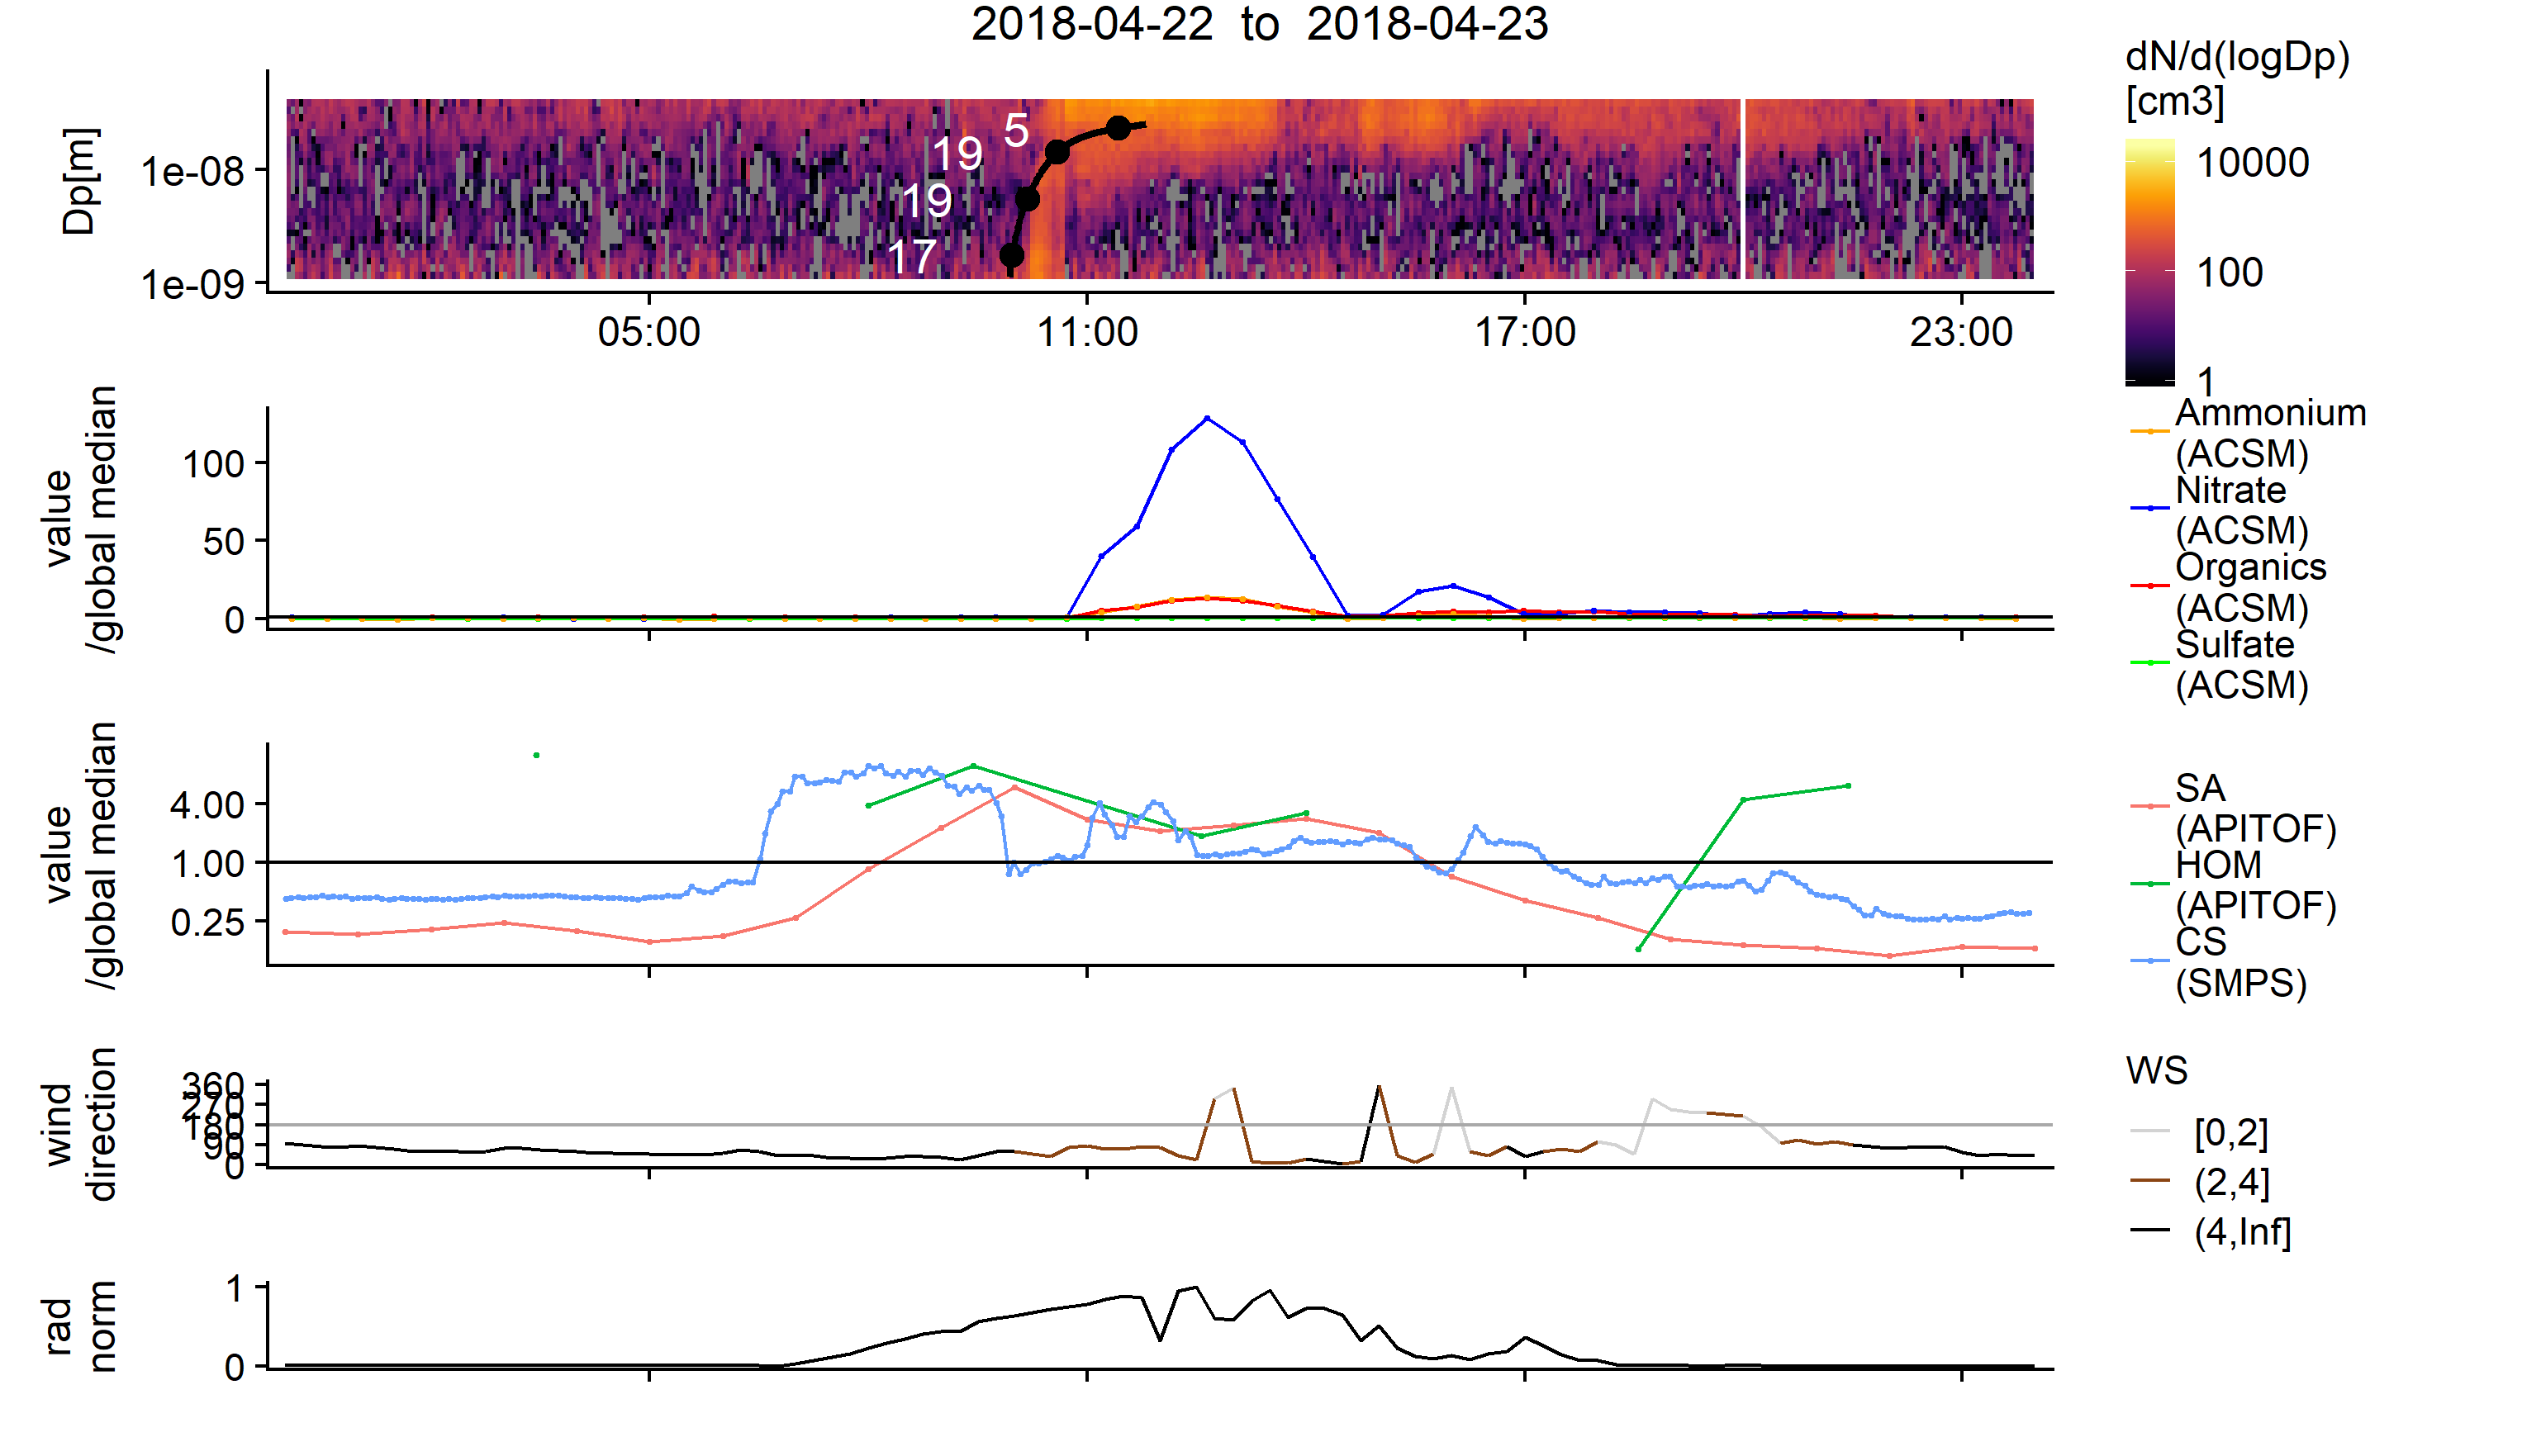 2018-04-22 to 2018-04-23
Dp[m]
1e-08
1e-09
5
19
19
17
05:00
11:00
17:00
23:00
dN/d(logDp)
[cm3]
10000
100
1
value
/global median
100
50
0
Ammonium
(ACSM)
Nitrate
(ACSM)
Organics
(ACSM)
Sulfate
(ACSM)
value
/global median
4.00
1.00
0.25
SA
(APITOF)
HOM
(APITOF)
CS
(SMPS)
wind
direction
360
270
180
90
0
WS
[0,2]
(2,4]
(4,Inf]
rad
norm
1
0